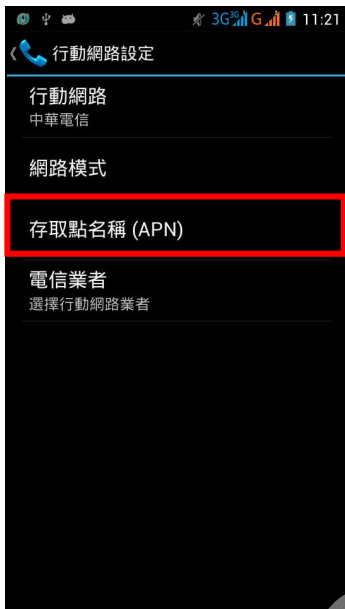 3G 3G G 11:21
行動網路設定
行動網路
中華電信
網路模式
存取點名稱 (APN)
電信業者
選擇行動網路業者